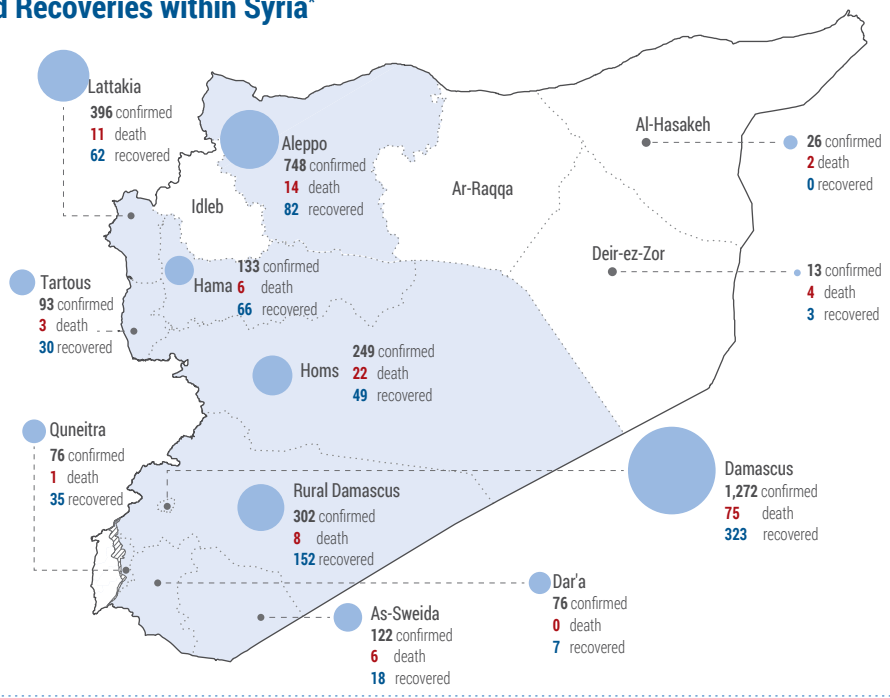 d Recoveries within Syria*
Lattakia
396 confirmed
11 death
62 recovered
Aleppo
748 confirmed
14 death
82 recovered
Idleb
Ar-Raqqa
Al-Hasakeh
26 confirmed
2 death
0 recovered
Deir-ez-Zor
13 confirmed
4 death
3 recovered
Tartous
93 confirmed
3 death
30 recovered
Hama
133 confirmed
6 death
66 recovered
Homs
249 confirmed
22 death
49 recovered
Quneitra
76 confirmed
1 death
35 recovered
Rural Damascus
302 confirmed
8 death
152 recovered
Damascus
1,272 confirmed
75 death
323 recovered
Dar'a
76 confirmed
0 death
7 recovered
As-Sweida
122 confirmed
6 death
18 recovered